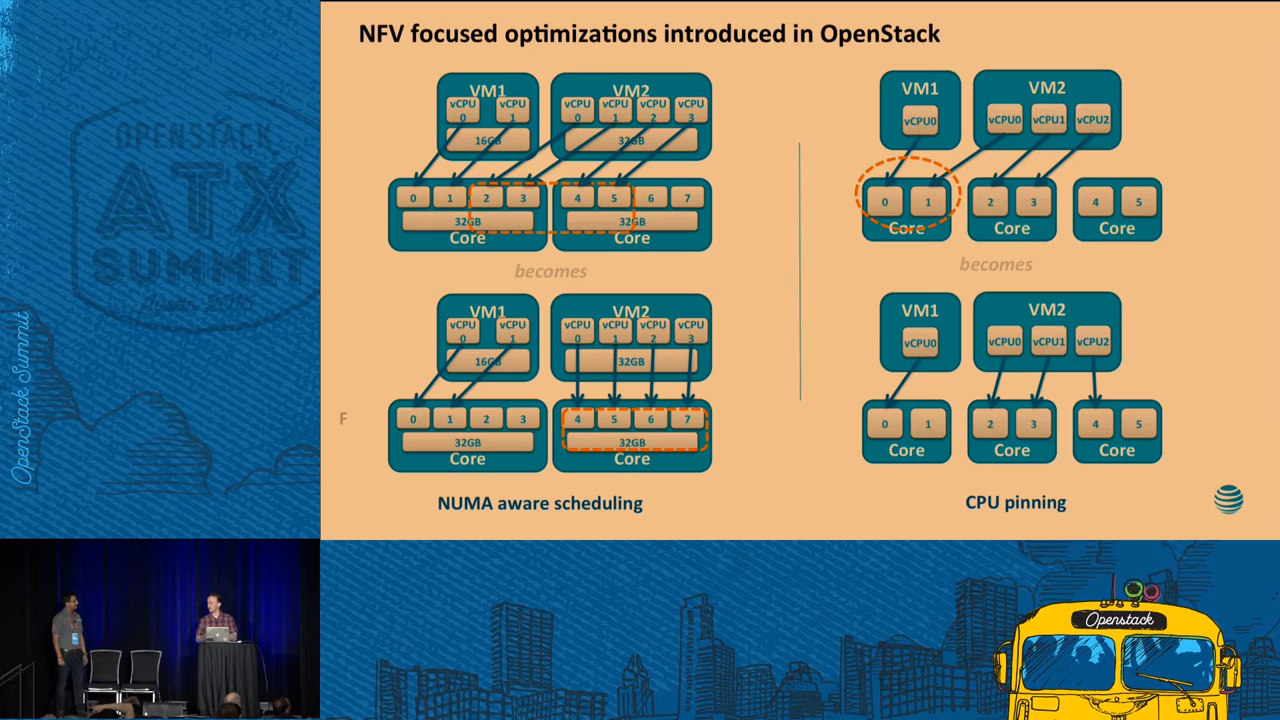 NFV focused optimizations introduced in OpenStack
VM1
VM2
vCPU 0
vCPU 1
vCPU 0
vCPU 1
vCPU 2
vCPU 3
16GB
32GB
0 1 2 3
4 5 6 7
32GB
32GB
Core
Core
becomes
VM1
VM2
vCPU 0
vCPU 1
vCPU 0
vCPU 1
vCPU 2
vCPU 3
16GB
32GB
F
0 1 2 3
4 5 6 7
32GB
32GB
Core
Core
NUMA aware scheduling
VM1
VM2
vCPU0
vCPU0
vCPU1
vCPU2
0 1
2 3
4 5
Core
Core
Core
becomes
VM1
VM2
vCPU0
vCPU0
vCPU1
vCPU2
0 1
2 3
4 5
Core
Core
Core
CPU pinning
OPENSTACK
ATX
SUMMIT
Austin 2016
OpenStack Summit
Openstack